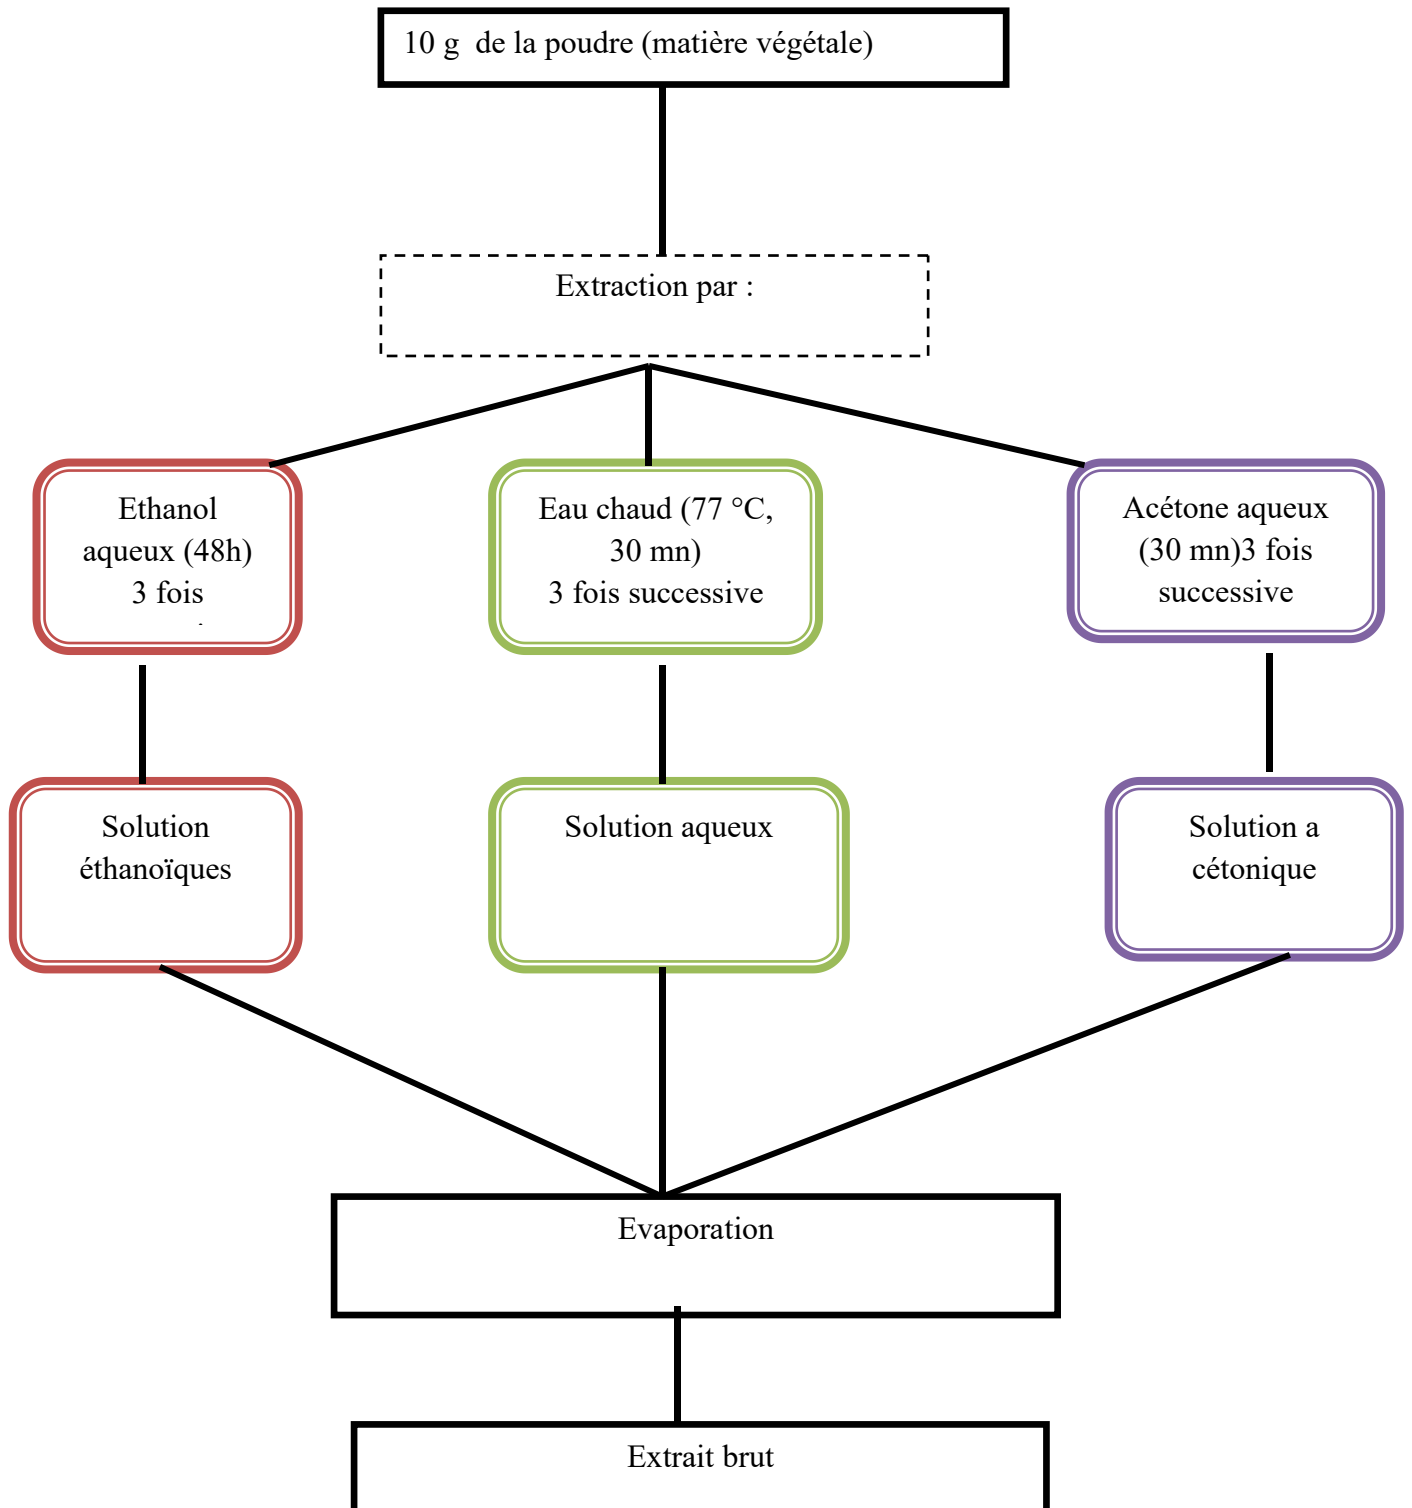 10 g  de la poudre (matière végétale)
Extraction par :
Ethanol
aqueux (48h)
3 fois
Eau chaud (77 °C,
30 mn)
3 fois successive
Acétone aqueux
(30 mn)3 fois
successive
Solution
éthanoïques
Solution aqueux
Solution a
cétonique
Evaporation
Extrait brut